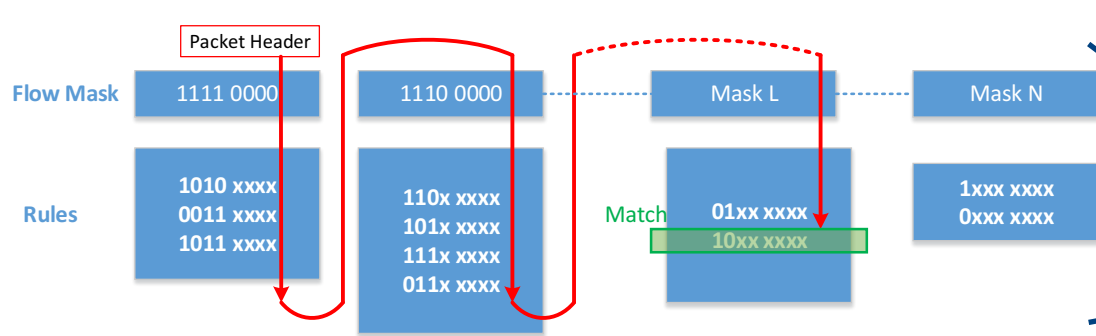 Packet Header
Flow Mask 1111 0000 1110 0000 Mask L Mask N
Rules
1010 xxxx
0011 xxxx
1011 xxxx
110x xxxx
101x xxxx
111x xxxx
011x xxxx
Match
01xx xxxx
10xx xxxx
1xxx xxxx
0xxx xxxx